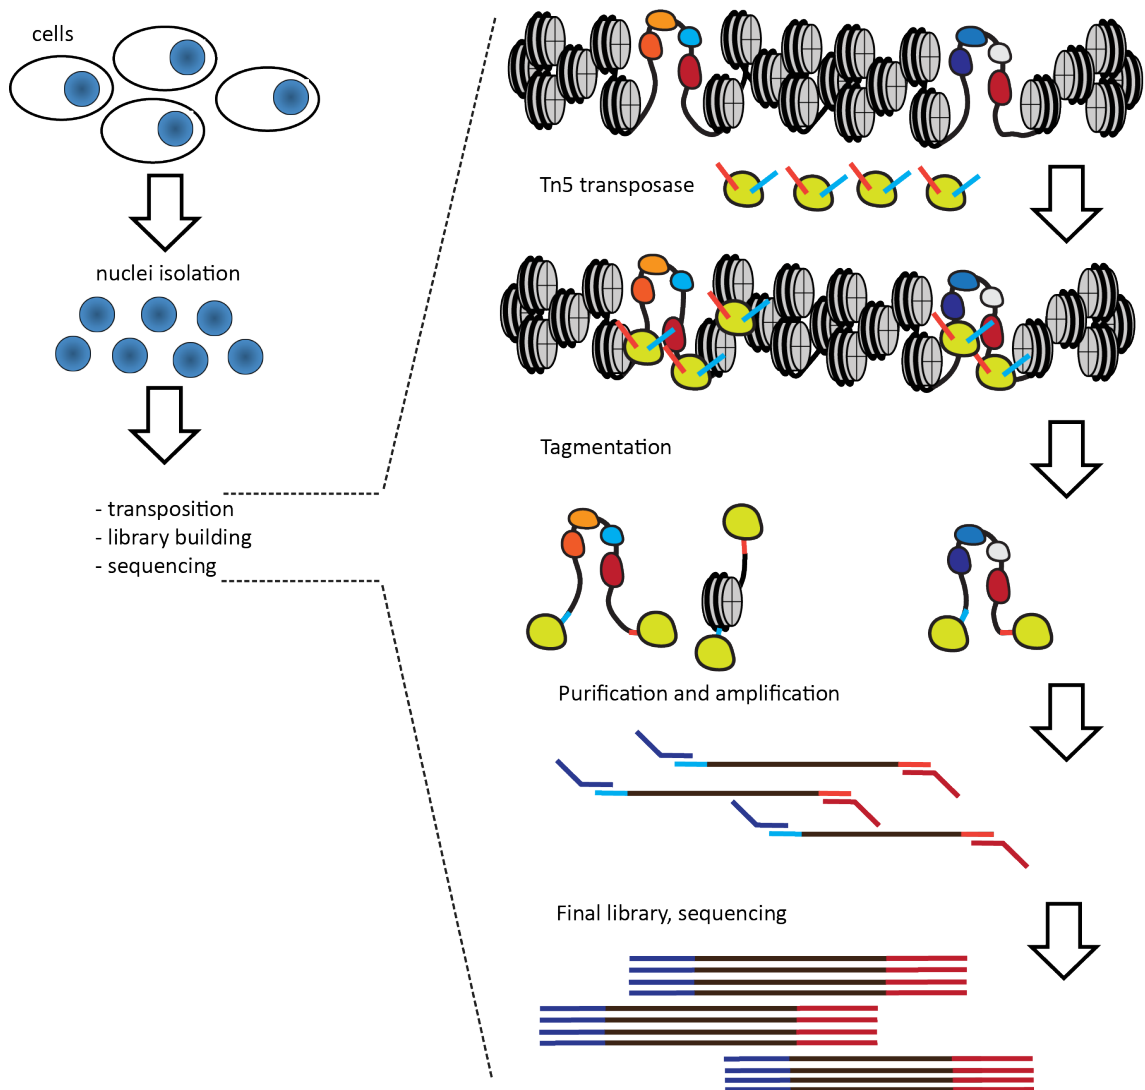 cells
nuclei isolation
- transposition
- library building
- sequencing
Tn5 transposase
Tagmentation
Purification and amplification
Final library, sequencing